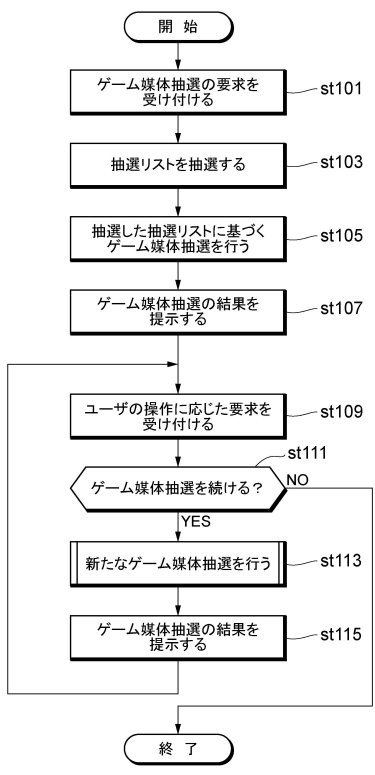 開 始
ゲーム媒体抽選の要求を
受け付ける
st101
抽選リストを抽選する
st103
抽選した抽選リストに基づく
ゲーム媒体抽選を行う
st105
ゲーム媒体抽選の結果を
提示する
st107
ユーザの操作に応じた要求を
受け付ける
st109
st111
ゲーム媒体抽選を続ける?
NO
YES
新たなゲーム媒体抽選を行う
st113
ゲーム媒体抽選の結果を
提示する
st115
終 了